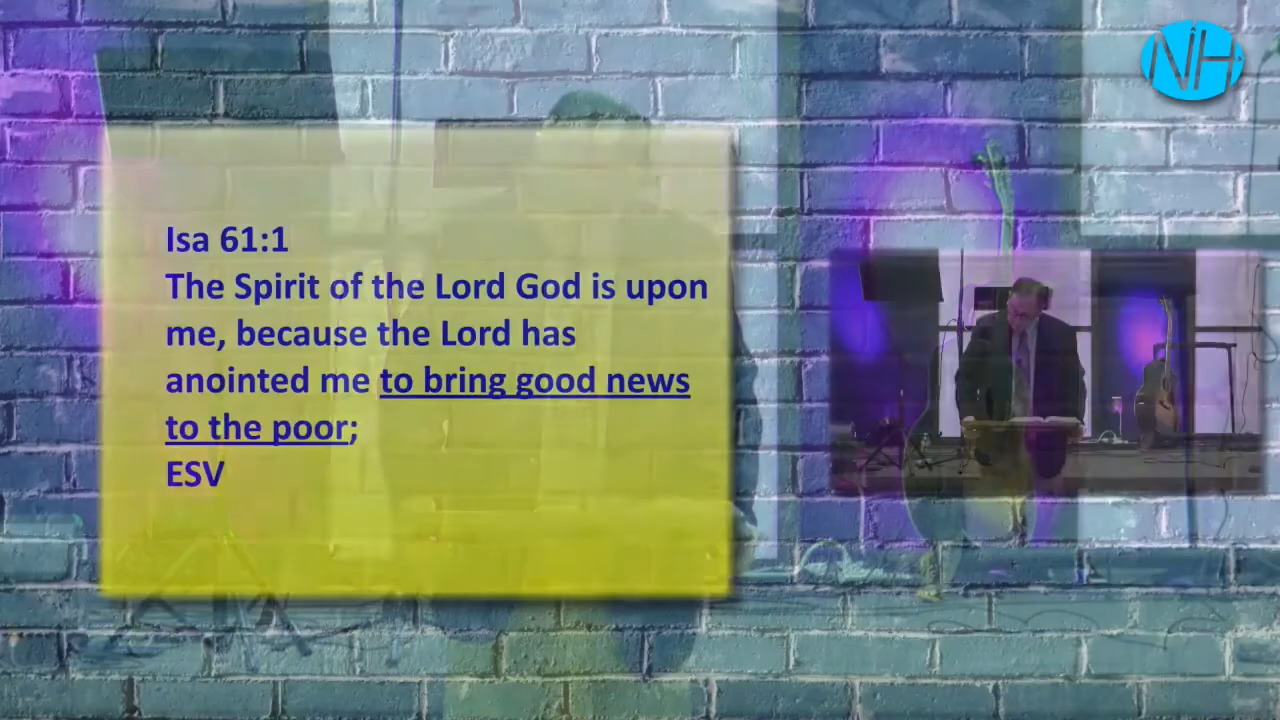 NH
Isa 61:1
The Spirit of the Lord God is upon
me, because the Lord has
anointed me to bring good news
to the poor;
ESV